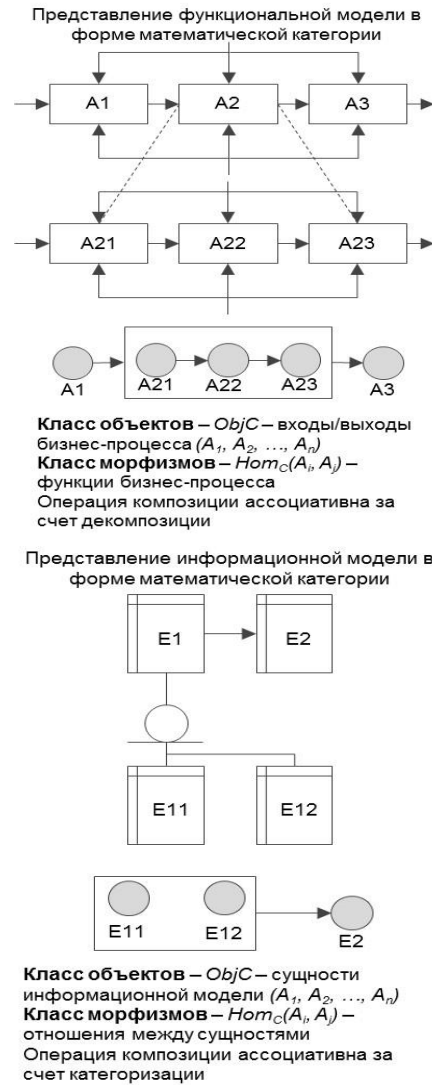 Представление функциональной модели в
форме математической категории
A1
A2
A3
A21
A22
A23
A1
A21
A22
A23
A3
Класс объектов – ObjC – входы/выходы
бизнес-процесса (A1, A2, …, An)
Класс морфизмов – HomC(Ai, Aj) –
функции бизнес-процесса
Операция композиции ассоциативна за
счет декомпозиции
Представление информационной модели в
форме математической категории
E1
E2
E11
E12
E11
E12
E2
Класс объектов – ObjC – сущности
информационной модели (A1, A2, …, An)
Класс морфизмов – HomC(Ai, Aj) –
отношения между сущностями
Операция композиции ассоциативна за
счет категоризации